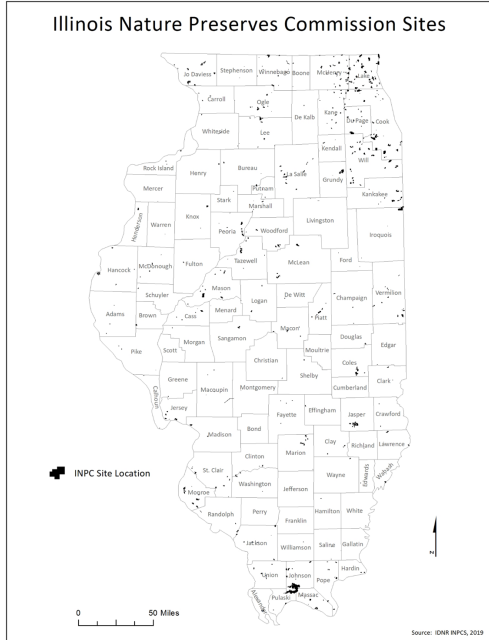 Illinois Nature Preserves Commission Sites
Jo Daviess Stephenson Winnebago Boone McHenry Lake
Carroll Ogle De Kalb Kane Du Page Cook
Whiteside Lee Kendall Will
Rock Island Henry Bureau La Salle Grundy Kankakee
Mercer Stark Putnam Marshall
Henderson Warren Knox Peoria Woodford Livingston Iroquois
Hancock McDonough Fulton Tazewell McLean Ford
Adams Schuyler Mason Logan De Witt Champaign Vermilion
Brown Cass Menard Macon Piatt
Pike Scott Morgan Sangamon Christian Moultrie Douglas Edgar
Coles
Greene Macoupin Montgomery Shelby Cumberland Clark
Calhoun Jersey Fayette Effingham Jasper Crawford
Madison Bond Clay Richland Lawrence
Clinton Marion
INPC Site Location
St. Clair Washington Wayne Edwards Wabash
Monroe Jefferson
Randolph Perry Hamilton White
Franklin
Jackson Williamson Saline Gallatin
Union Johnson Pope Hardin
Alexander Pulaski Massac
N
0 50 Miles
Source: IDNR INPCS, 2019